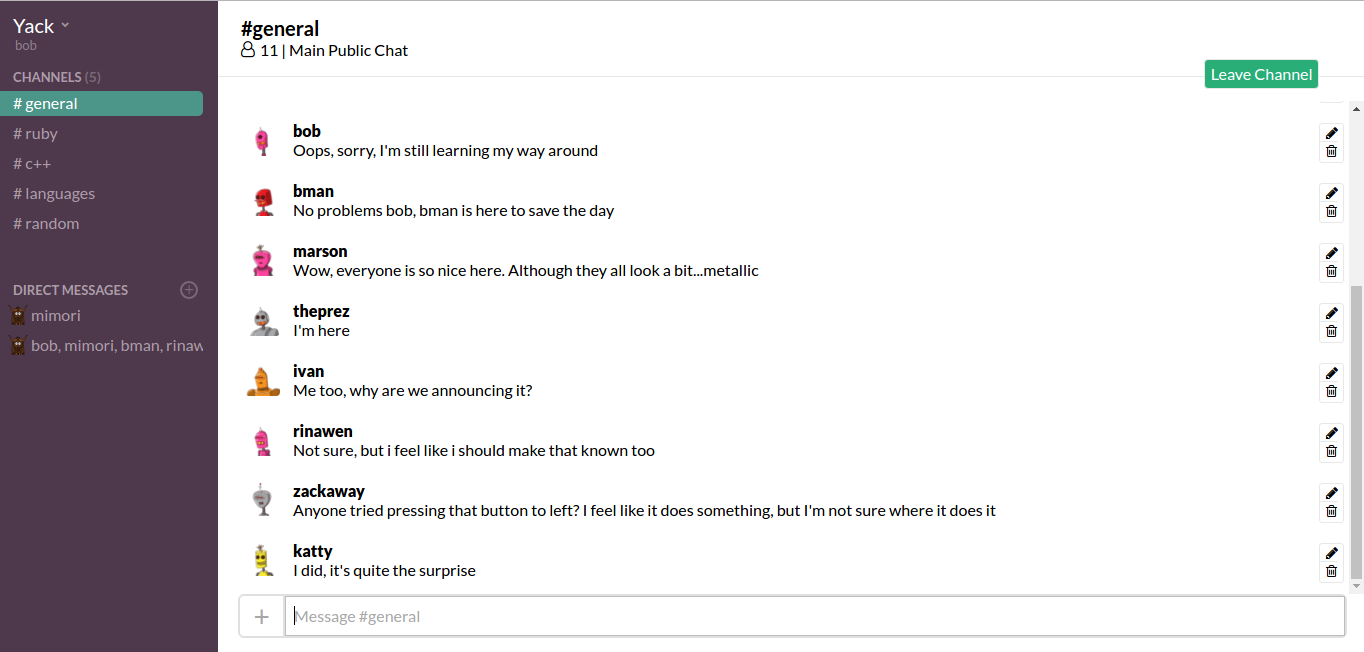 Yack
bob
CHANNELS (5)
# general
# ruby
# c++
# languages
# random
DIRECT MESSAGES
mimori
bob, mimori, bman, rinaw
#general
11 | Main Public Chat
Leave Channel
bob
Oops, sorry, I'm still learning my way around
bman
No problems bob, bman is here to save the day
marson
Wow, everyone is so nice here. Although they all look a bit...metallic
theprez
I'm here
ivan
Me too, why are we announcing it?
rinawen
Not sure, but i feel like i should make that known too
zackaway
Anyone tried pressing that button to left? I feel like it does something, but I'm not sure where it does it
katty
I did, it's quite the surprise
+ Message #general